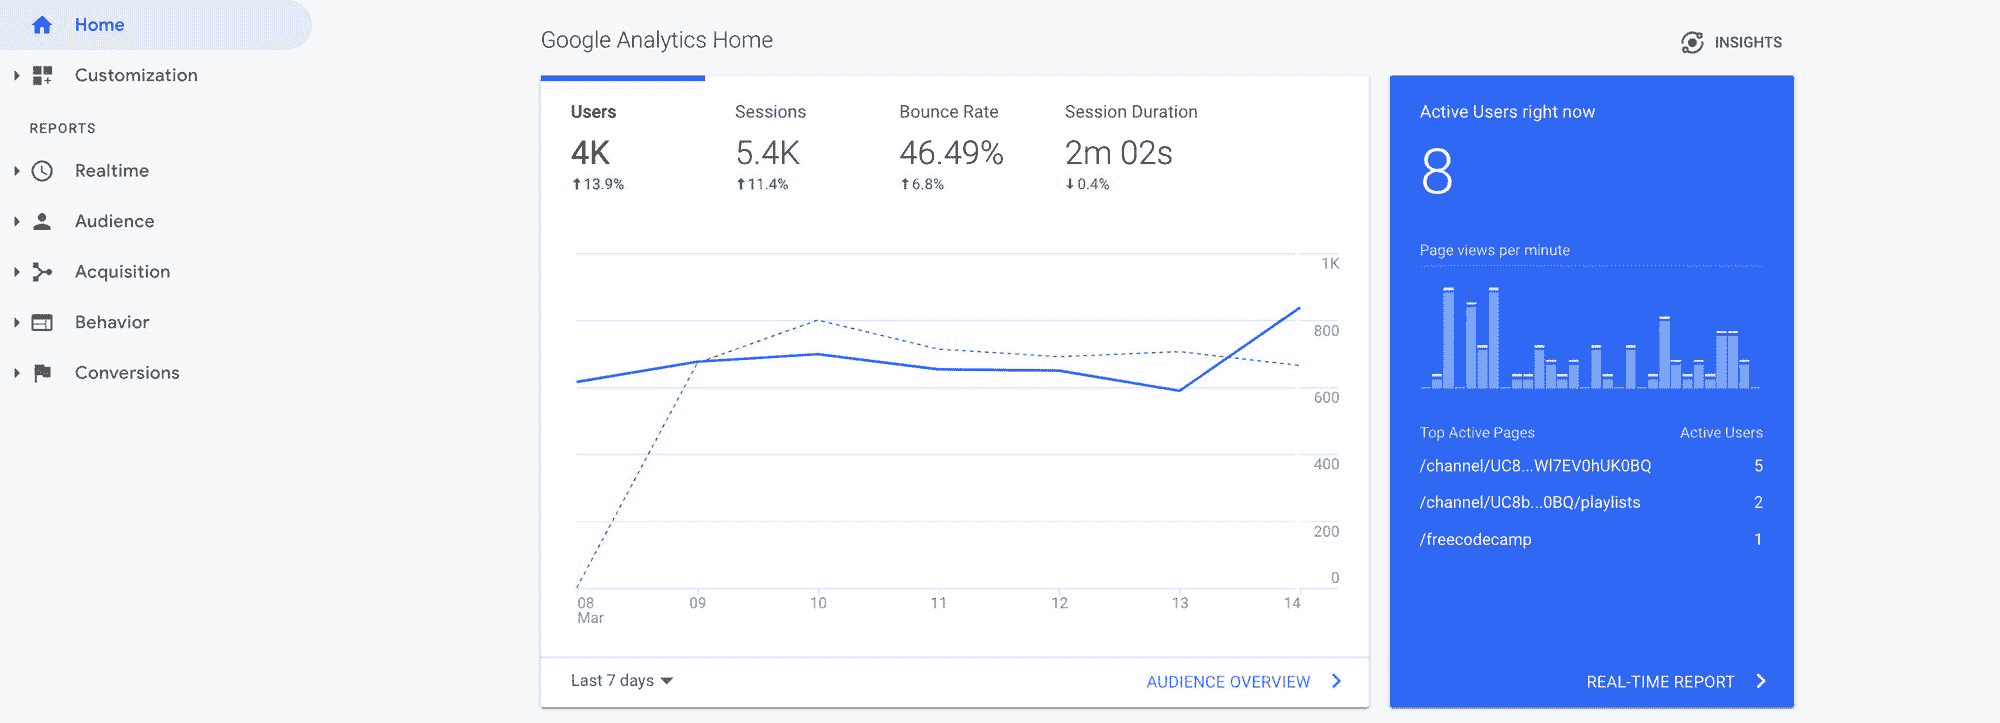 Home
Customization
REPORTS
Realtime
Audience
Acquisition
Behavior
Conversions
Google Analytics Home
INSIGHTS
Users Sessions Bounce Rate Session Duration
4K 5.4K 46.49% 2m 02s
↑13.9% ↑11.4% ↑6.8% ↓0.4%
1K
800
600
400
200
0
08 09 10 11 12 13 14
Mar
Last 7 days
AUDIENCE OVERVIEW
Active Users right now
8
Page views per minute
Top Active Pages Active Users
/channel/UC8...Wl7EV0hUK0BQ 5
/channel/UC8b...0BQ/playlists 2
/freecodecamp 1
REAL-TIME REPORT